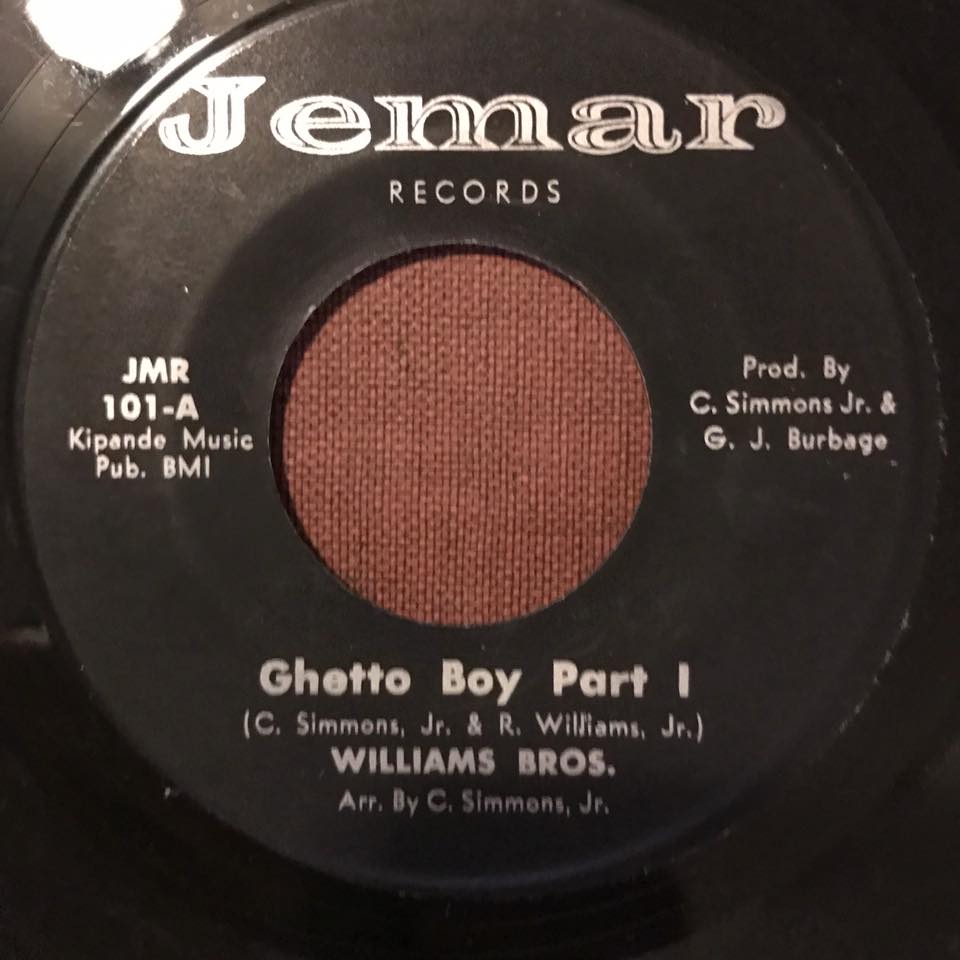 Jemar
RECORDS
JMR
101-A
Kipande Music
Pub. BMI
Prod. By
C. Simmons Jr. &
G. J. Burbage
Ghetto Boy Part I
(C. Simmons, Jr. & R. Williams, Jr.)
WILLIAMS BROS.
Arr. By C. Simmons, Jr.